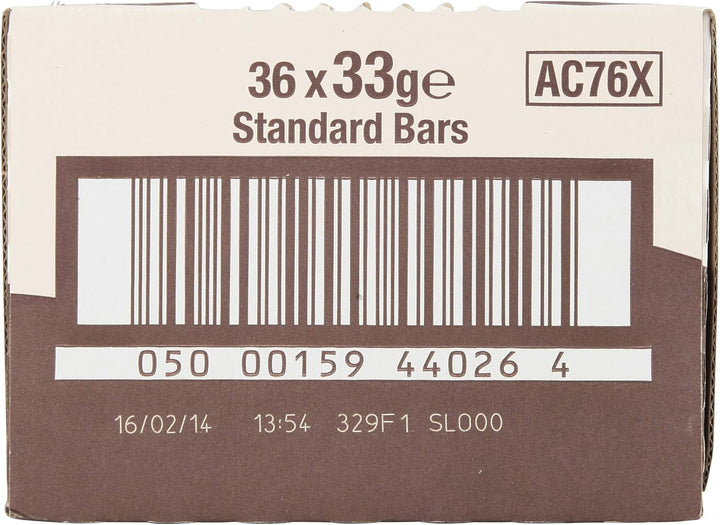 36 x 33g℮
AC76X
Standard Bars
050 00159 44026 4
16/02/14 13:54 329F1 SL000